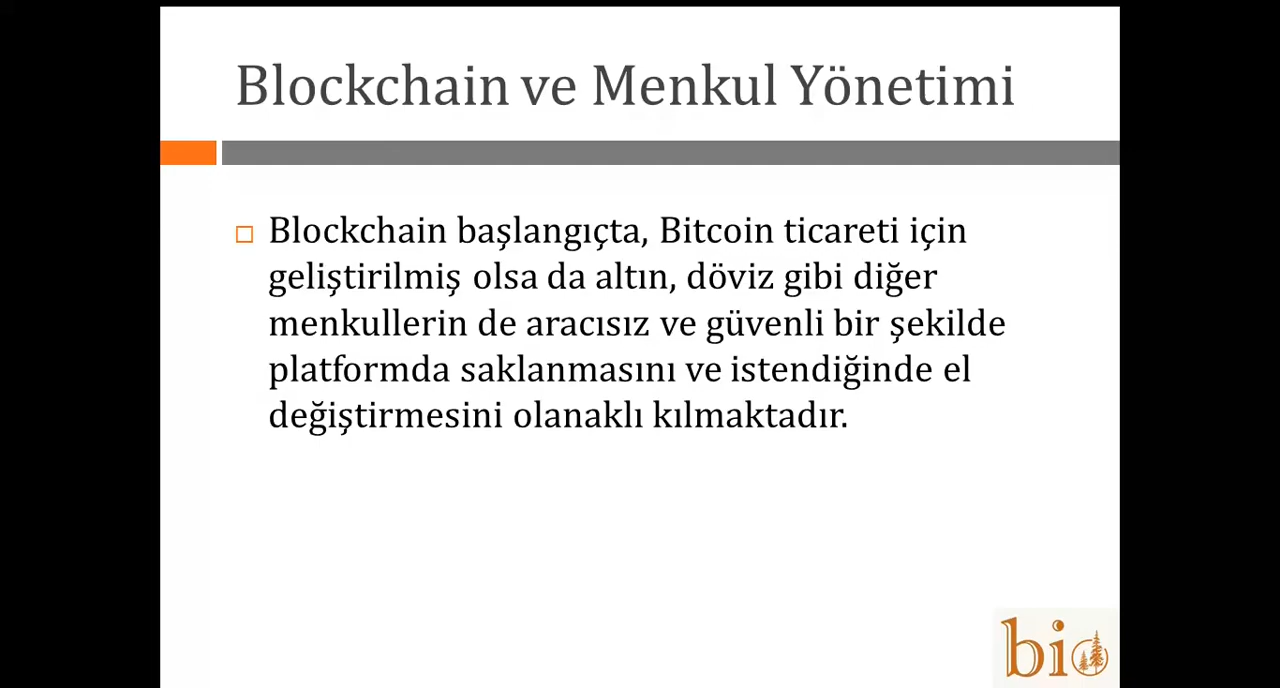 Blockchain ve Menkul Yönetimi
Blockchain başlangıçta, Bitcoin ticareti için
geliştirilmiş olsa da altın, döviz gibi diğer
menkullerin de aracısız ve güvenli bir şekilde
platformda saklanmasını ve istendiğinde el
değiştirmesini olanaklı kılmaktadır.
bio